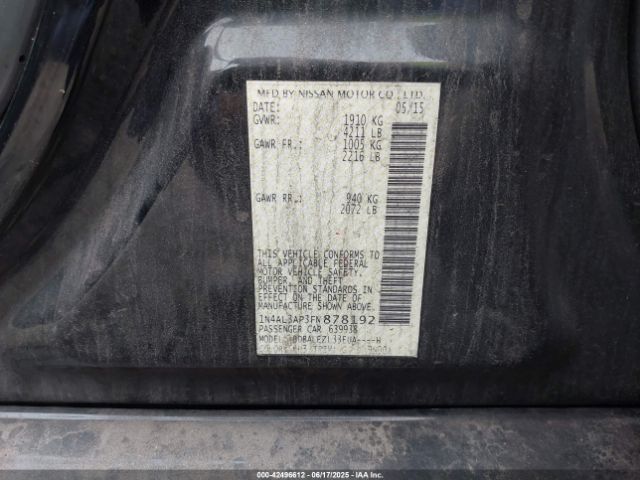 MFD BY NISSAN MOTOR CO., LTD.
DATE: 05/15
GVWR: 1910 KG
4211 LB
GAWR FR.: 1005 KG
2216 LB
GAWR RR.: 940 KG
2072 LB
THIS VEHICLE CONFORMS TO
ALL APPLICABLE FEDERAL
MOTOR VEHICLE SAFETY,
BUMPER, AND THEFT
PREVENTION STANDARDS IN
EFFECT ON THE DATE OF
MANUFACTURE SHOWN ABOVE.
1N4AL3AP3FN878192
PASSENGER CAR 639938
MODEL:
000-42496612 | 06/17/2025 | IAA Inc.